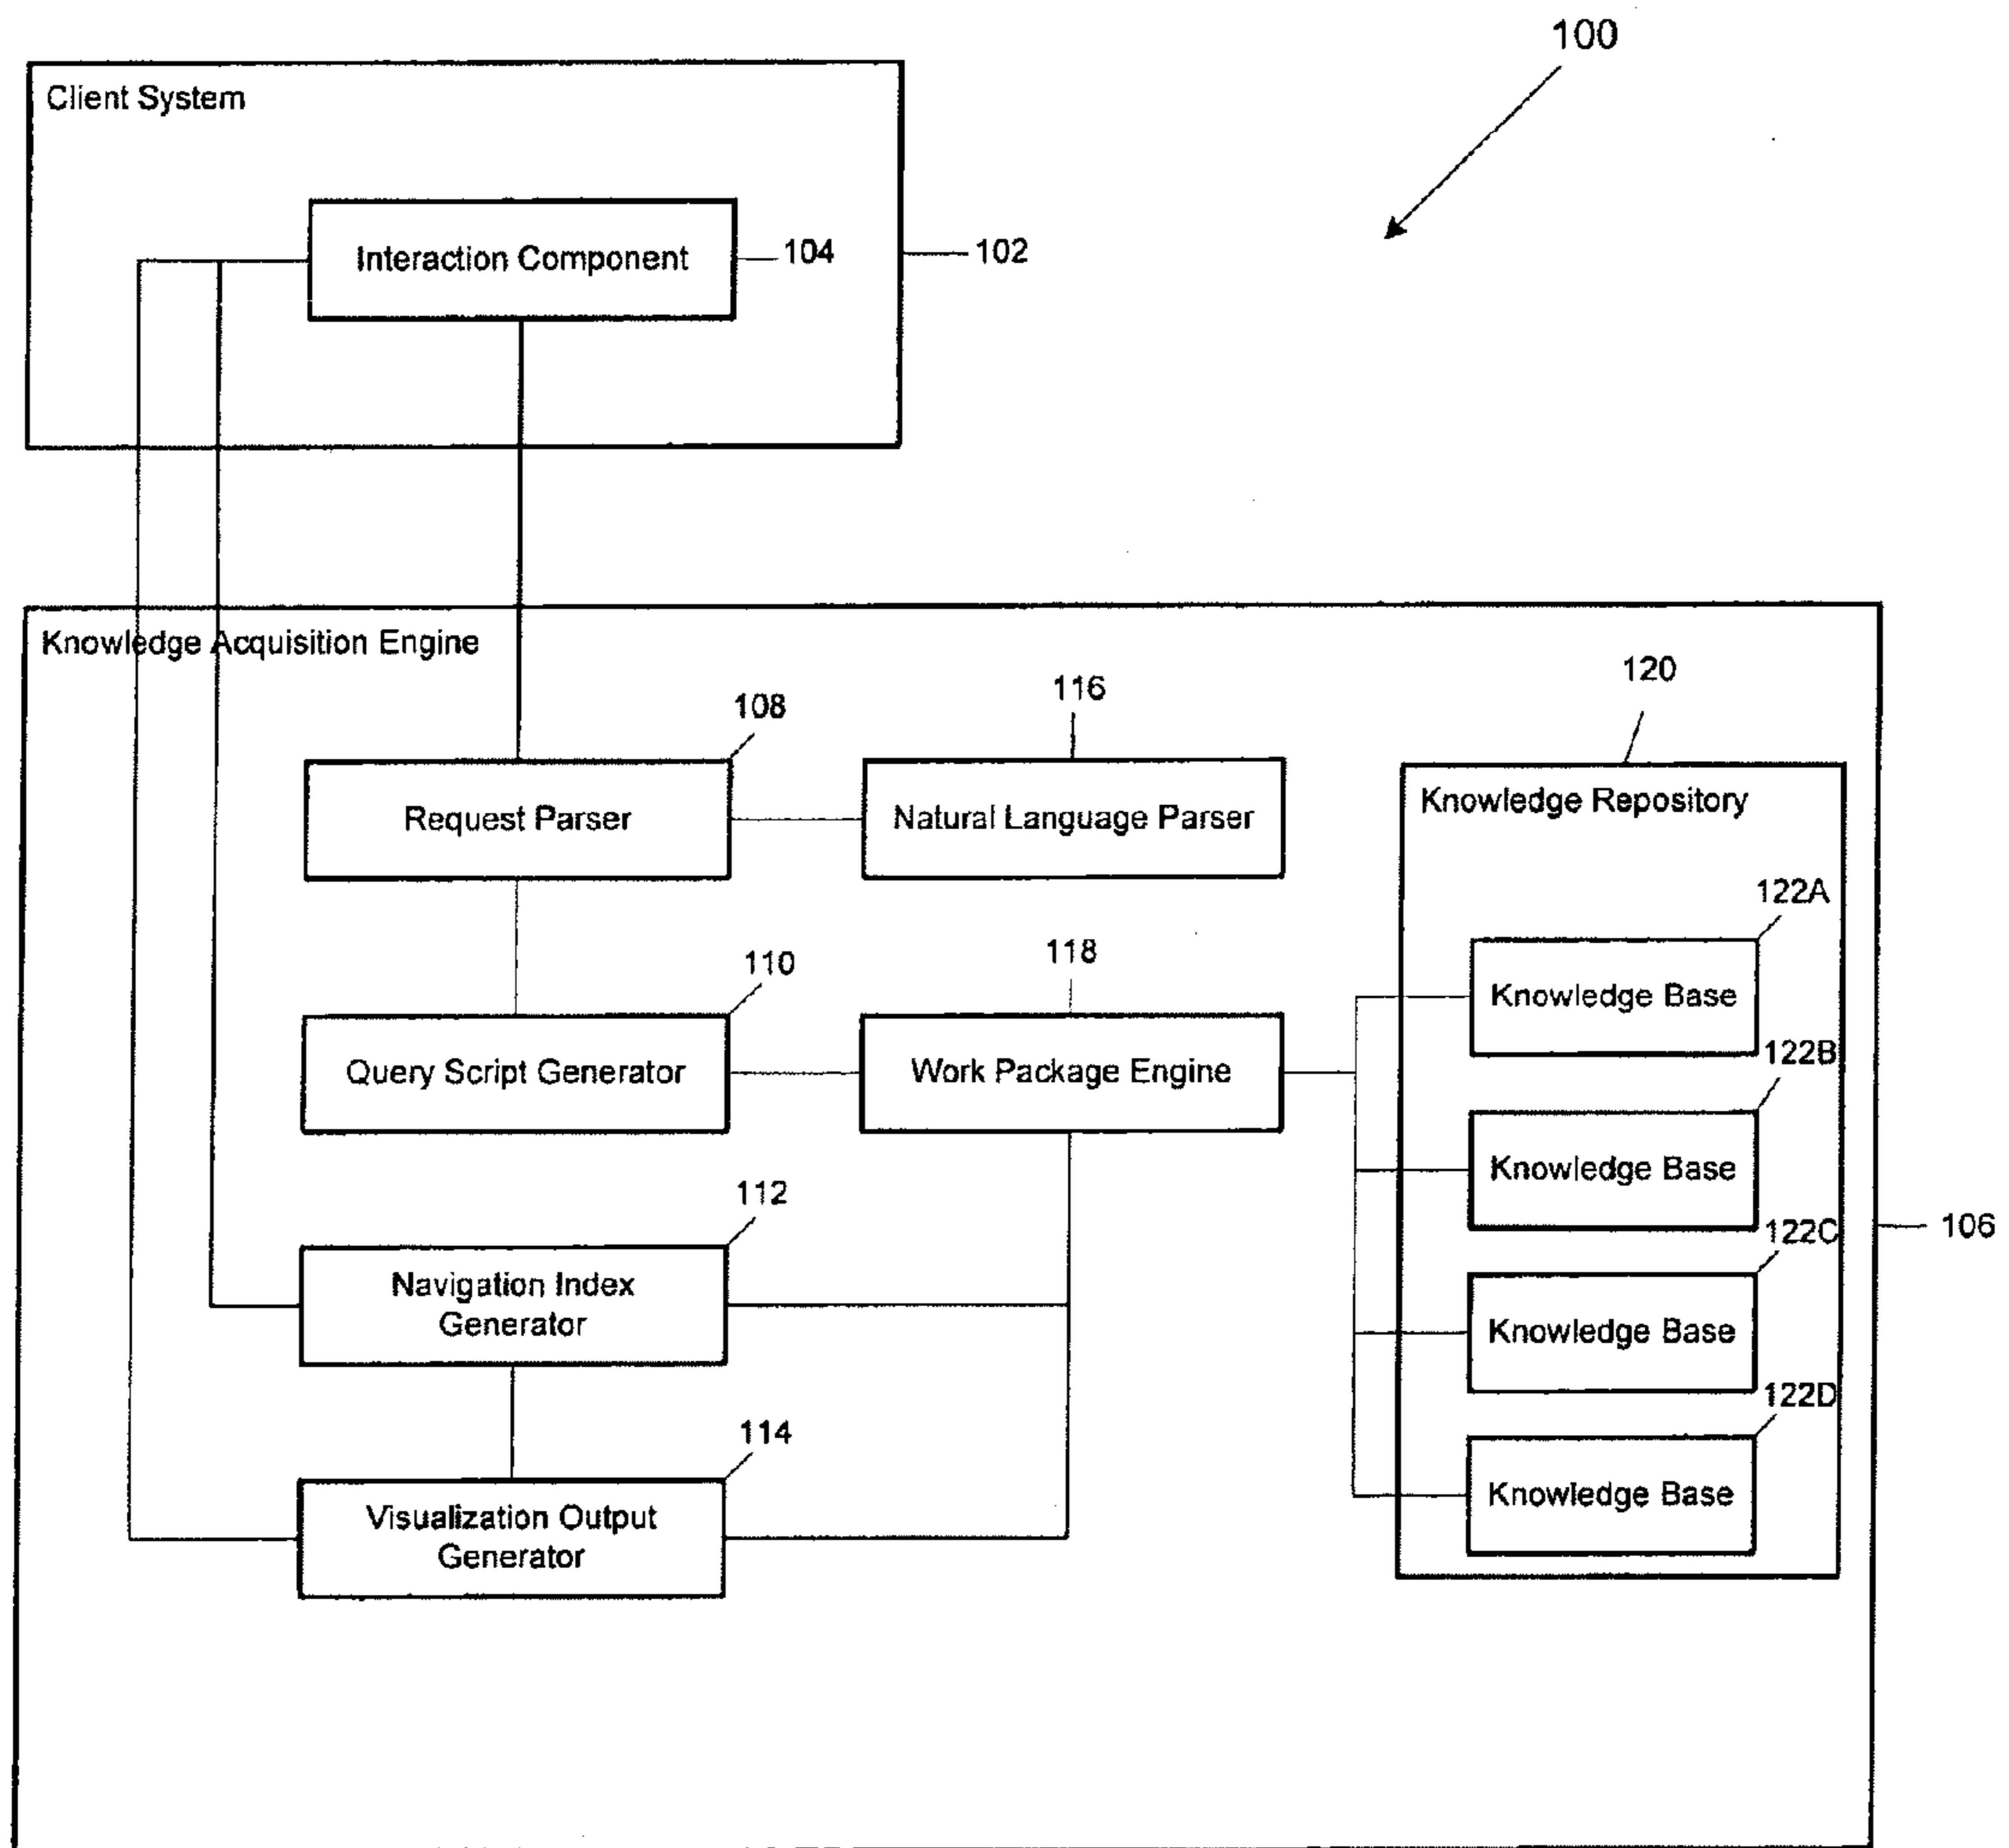 100
Client System
Interaction Component
104
102
Knowledge Acquisition Engine
120
116
108
Request Parser
Natural Language Parser
Knowledge Repository
122A
118
110
Knowledge Base
Query Script Generator
Work Package Engine
122B
Knowledge Base
112
106
122C
Navigation Index
Generator
Knowledge Base
122D
114
Visualization Output
Generator
Knowledge Base